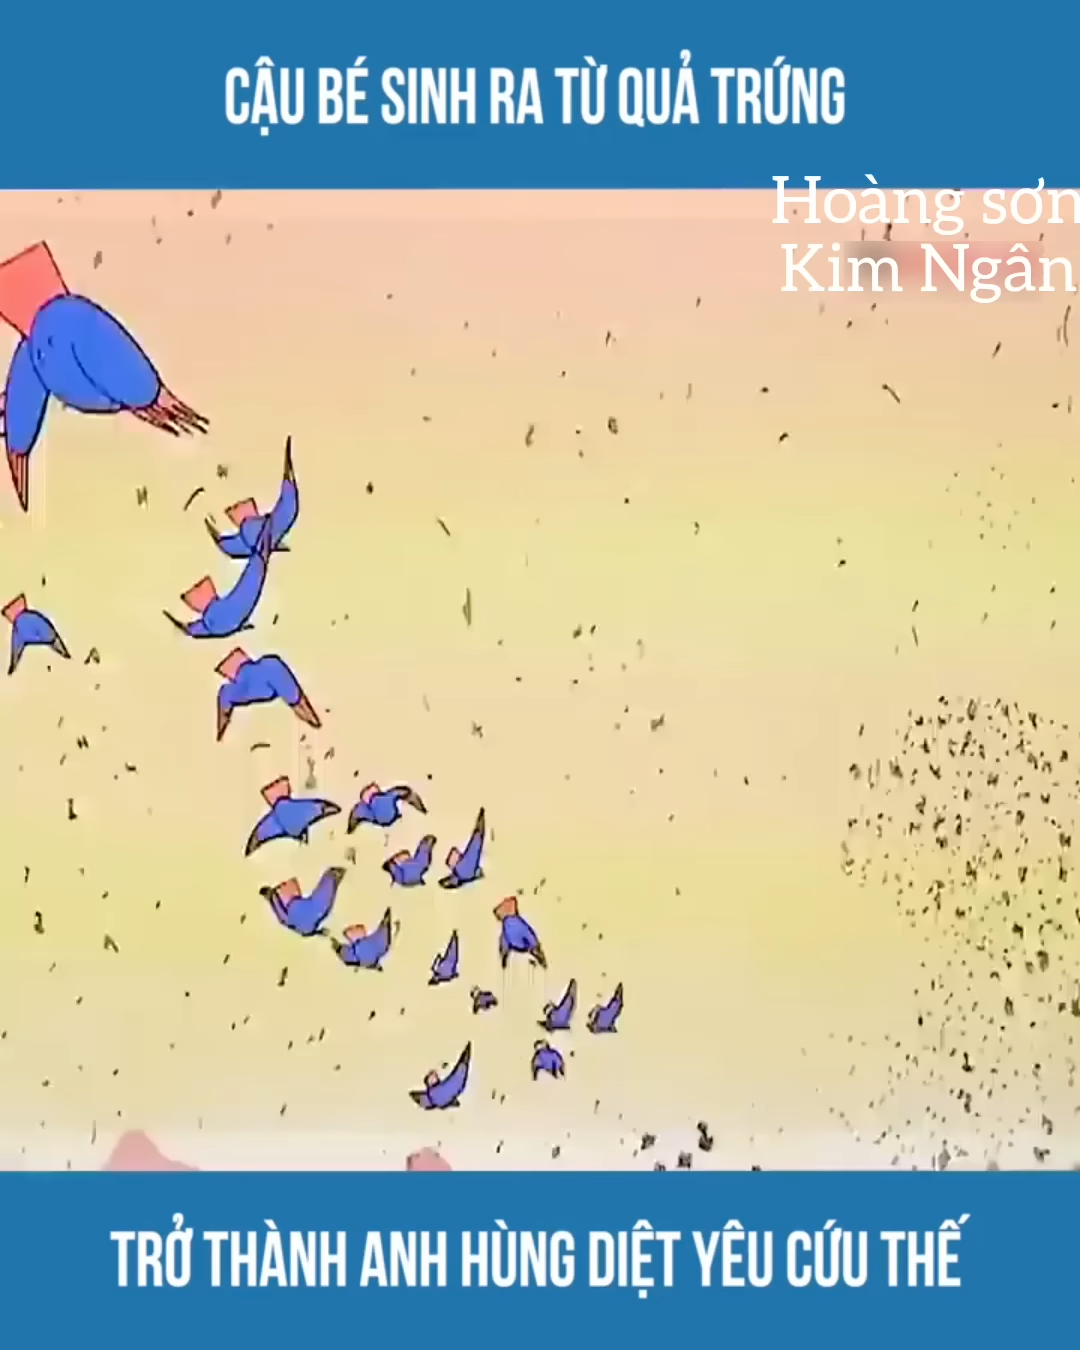 CẬU BÉ SINH RA TỪ QUẢ TRỨNG
Hoàng sơn
Kim Ngân
TRỞ THÀNH ANH HÙNG DIỆT YÊU CỨU THẾ